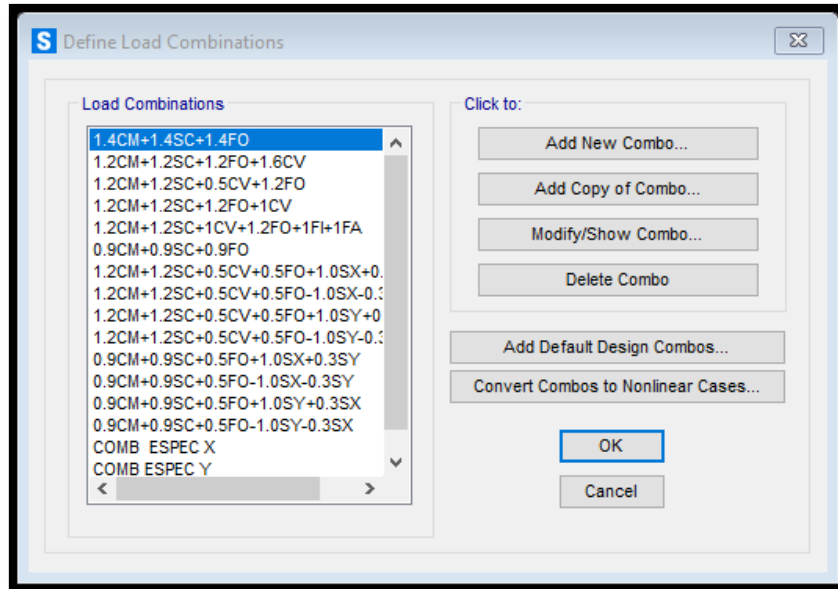 S Define Load Combinations
Load Combinations
1.4CM+1.4SC+1.4FO
1.2CM+1.2SC+1.2FO+1.6CV
1.2CM+1.2SC+0.5CV+1.2FO
1.2CM+1.2SC+1.2FO+1CV
1.2CM+1.2SC+1CV+1.2FO+1FI+1FA
0.9CM+0.9SC+0.9FO
1.2CM+1.2SC+0.5CV+0.5FO+1.0SX+0.
1.2CM+1.2SC+0.5CV+0.5FO-1.0SX-0.3
1.2CM+1.2SC+0.5CV+0.5FO+1.0SY+0
1.2CM+1.2SC+0.5CV+0.5FO-1.0SY-0.3
0.9CM+0.9SC+0.5FO+1.0SX+0.3SY
0.9CM+0.9SC+0.5FO-1.0SX-0.3SY
0.9CM+0.9SC+0.5FO+1.0SY+0.3SX
0.9CM+0.9SC+0.5FO-1.0SY-0.3SX
COMB ESPEC X
COMB ESPEC Y
Click to:
Add New Combo...
Add Copy of Combo...
Modify/Show Combo...
Delete Combo
Add Default Design Combos...
Convert Combos to Nonlinear Cases...
OK
Cancel